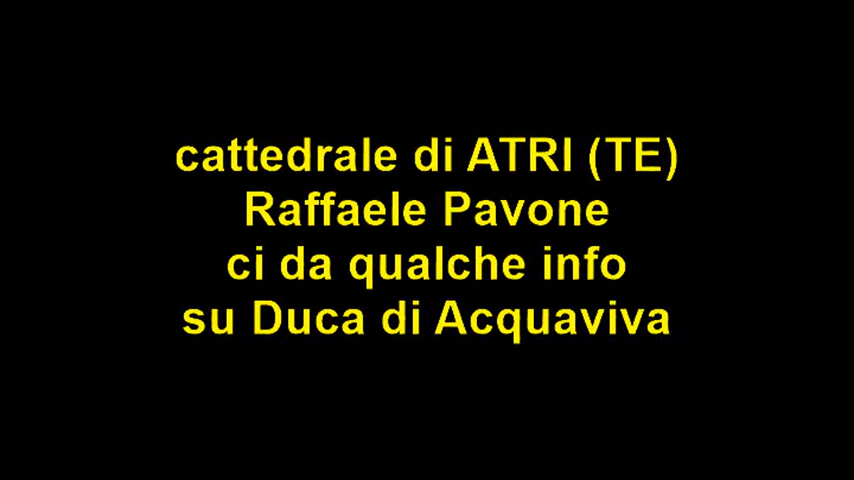 cattedrale di ATRI (TE)
Raffaele Pavone
ci da qualche info
su Duca di Acquaviva